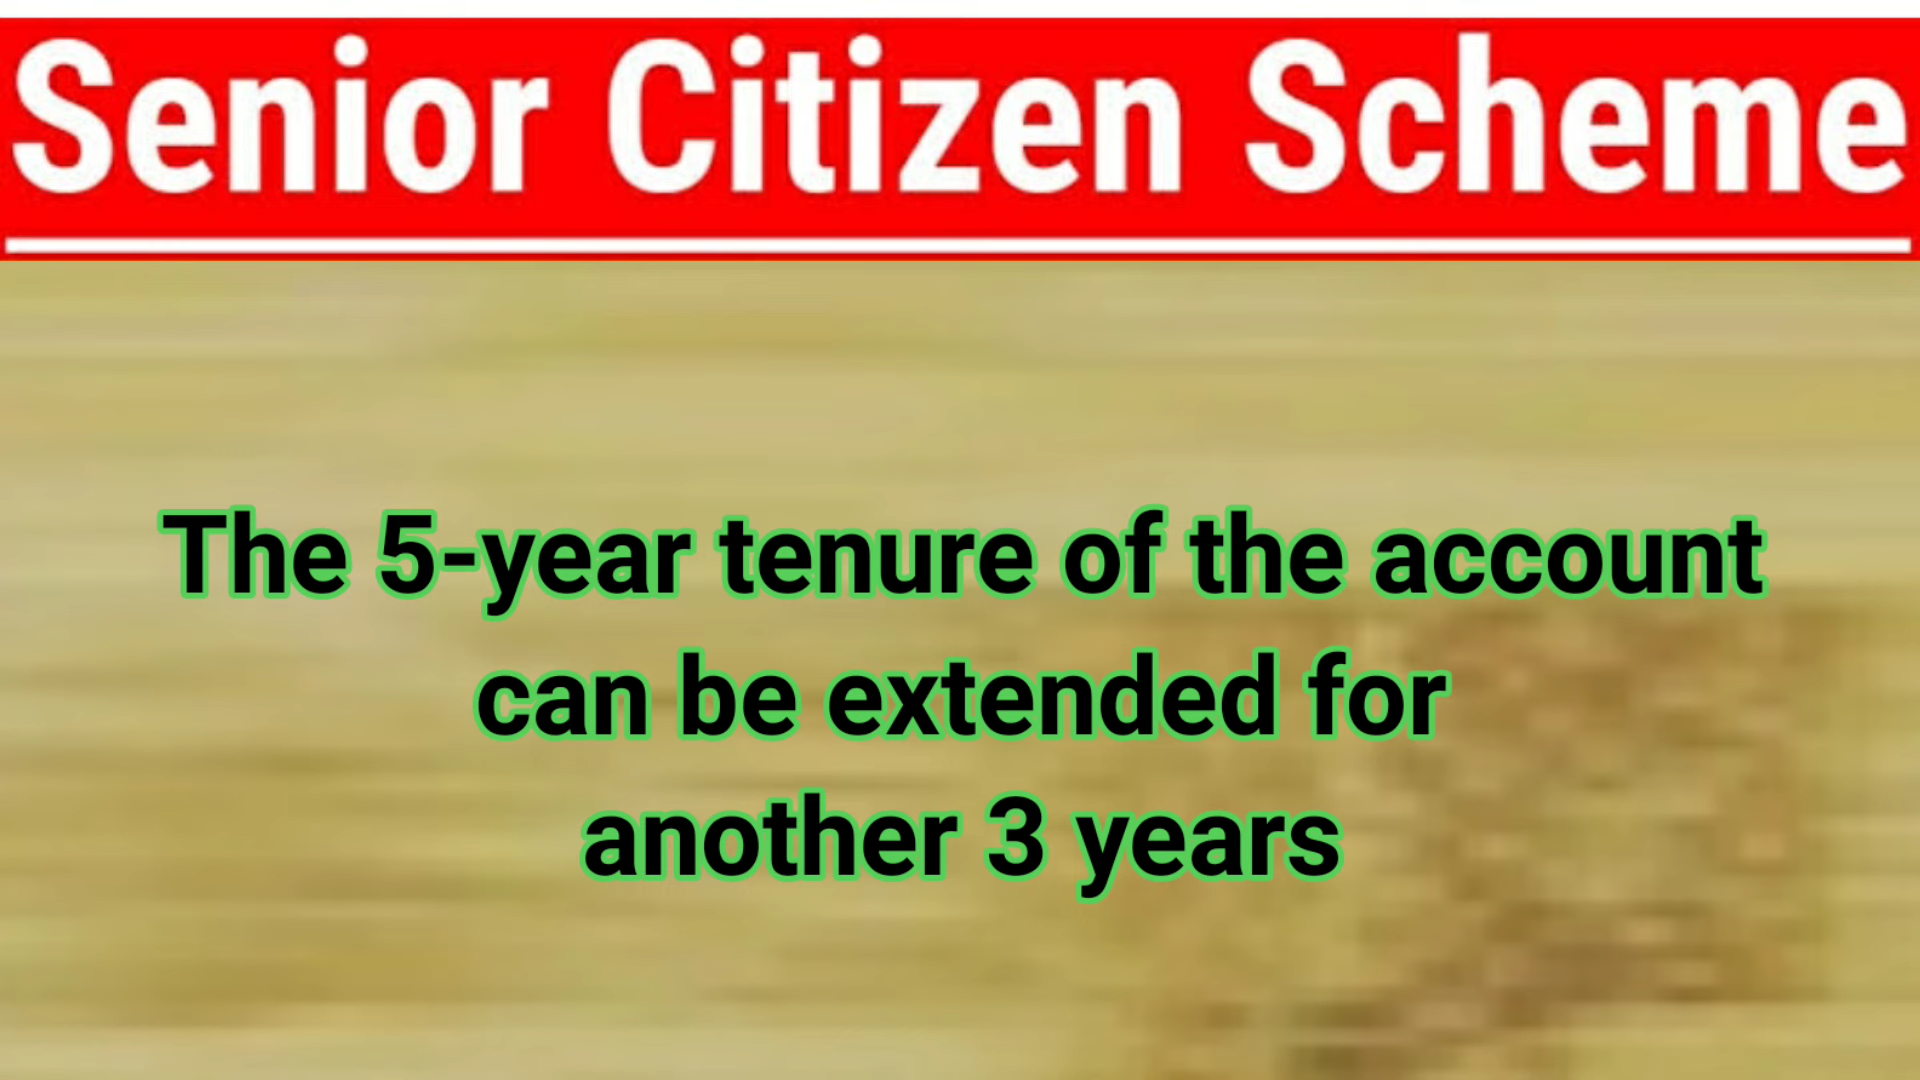 Senior Citizen Scheme
The 5-year tenure of the account
can be extended for
another 3 years